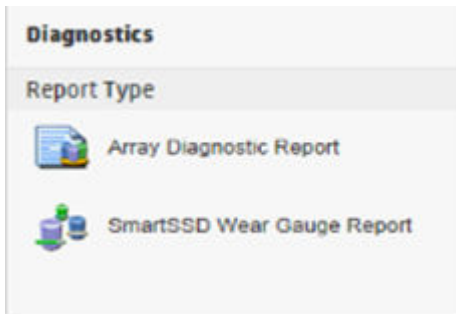 Diagnostics
Report Type
Array Diagnostic Report
SmartSSD Wear Gauge Report